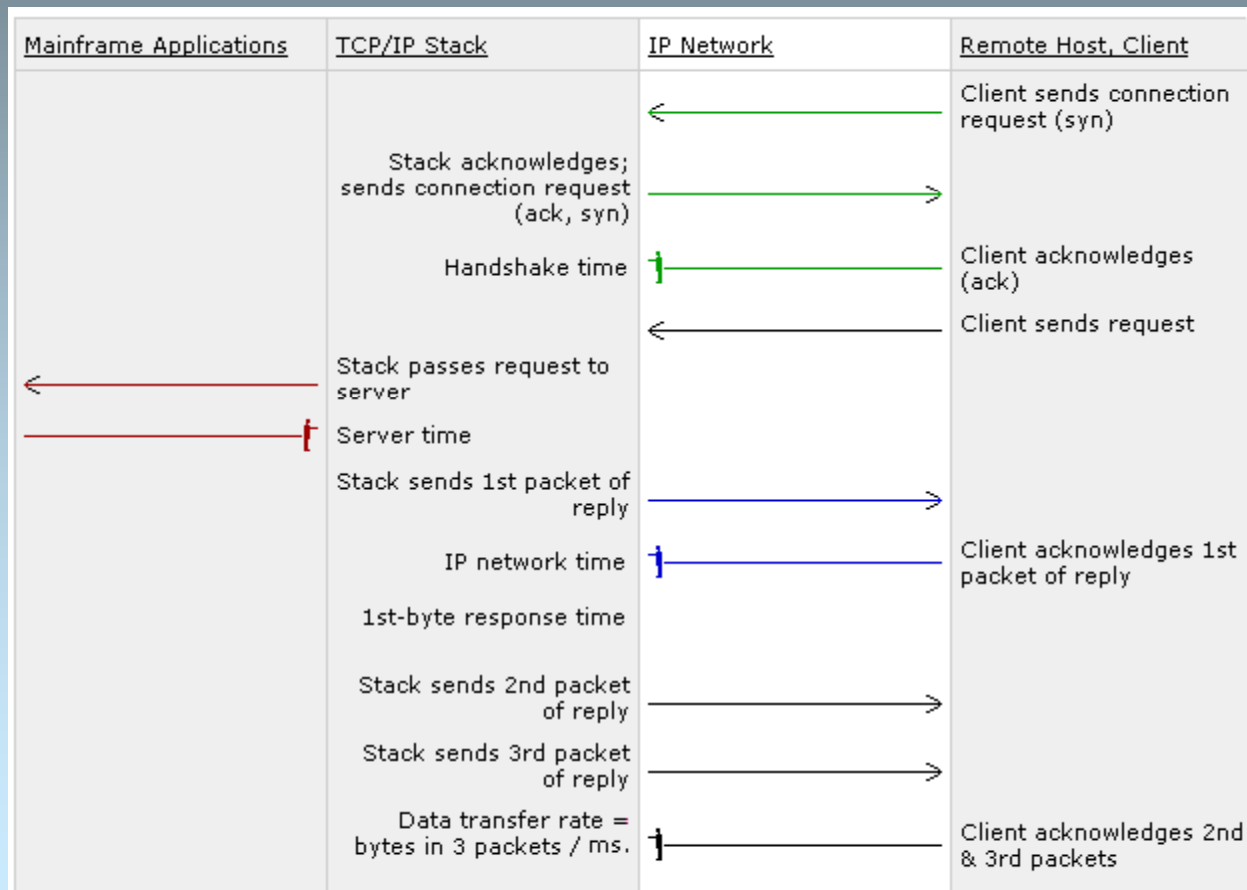 Mainframe Applications
TCP/IP Stack
IP Network
Remote Host, Client
Client sends connection
request (syn)
Stack acknowledges;
sends connection request
(ack, syn)
Handshake time
Client acknowledges
(ack)
Client sends request
Stack passes request to
server
Server time
Stack sends 1st packet of
reply
IP network time
Client acknowledges 1st
packet of reply
1st-byte response time
Stack sends 2nd packet
of reply
Stack sends 3rd packet
of reply
Data transfer rate =
bytes in 3 packets / ms.
Client acknowledges 2nd
& 3rd packets